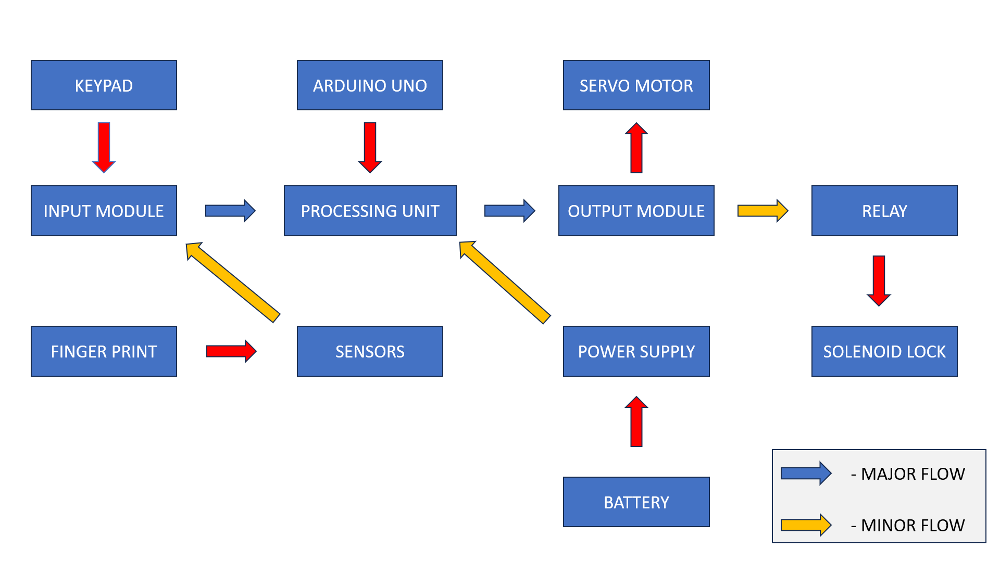 KEYPAD
ARDUINO UNO
SERVO MOTOR
INPUT MODULE
PROCESSING UNIT
OUTPUT MODULE
RELAY
FINGER PRINT
SENSORS
POWER SUPPLY
SOLENOID LOCK
BATTERY
- MAJOR FLOW
- MINOR FLOW